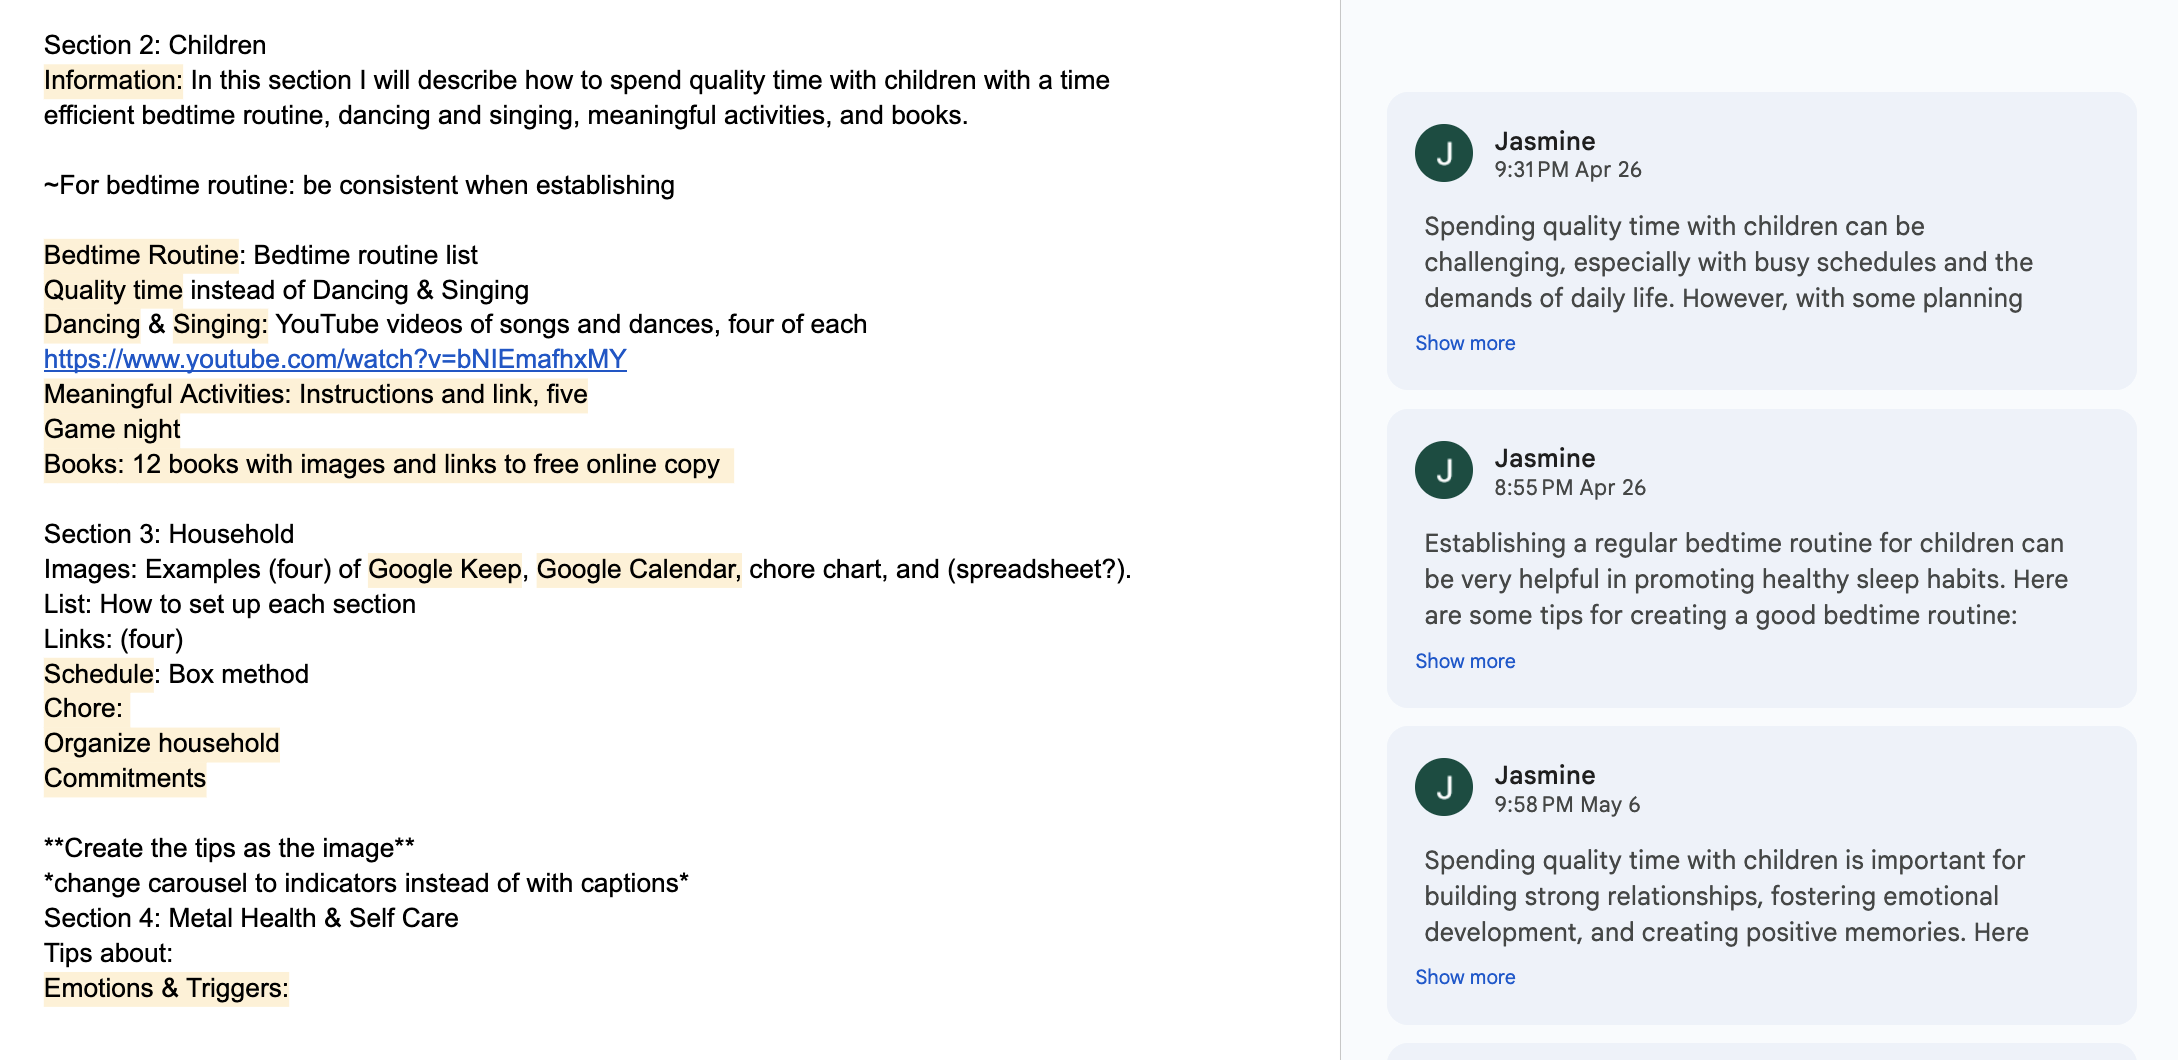 Section 2: Children
Information: In this section I will describe how to spend quality time with children with a time
efficient bedtime routine, dancing and singing, meaningful activities, and books.
~For bedtime routine: be consistent when establishing
Bedtime Routine: Bedtime routine list
Quality time instead of Dancing & Singing
Dancing & Singing: YouTube videos of songs and dances, four of each
https://www.youtube.com/watch?v=bNIEmafhxMY
Meaningful Activities: Instructions and link, five
Game night
Books: 12 books with images and links to free online copy
Section 3: Household
Images: Examples (four) of Google Keep, Google Calendar, chore chart, and (spreadsheet?).
List: How to set up each section
Links: (four)
Schedule: Box method
Chore:
Organize household
Commitments
**Create the tips as the image**
*change carousel to indicators instead of with captions*
Section 4: Metal Health & Self Care
Tips about:
Emotions & Triggers:
J
Jasmine
9:31 PM Apr 26
Spending quality time with children can be
challenging, especially with busy schedules and the
demands of daily life. However, with some planning
Show more
J
Jasmine
8:55 PM Apr 26
Establishing a regular bedtime routine for children can
be very helpful in promoting healthy sleep habits. Here
are some tips for creating a good bedtime routine:
Show more
J
Jasmine
9:58 PM May 6
Spending quality time with children is important for
building strong relationships, fostering emotional
development, and creating positive memories. Here
Show more